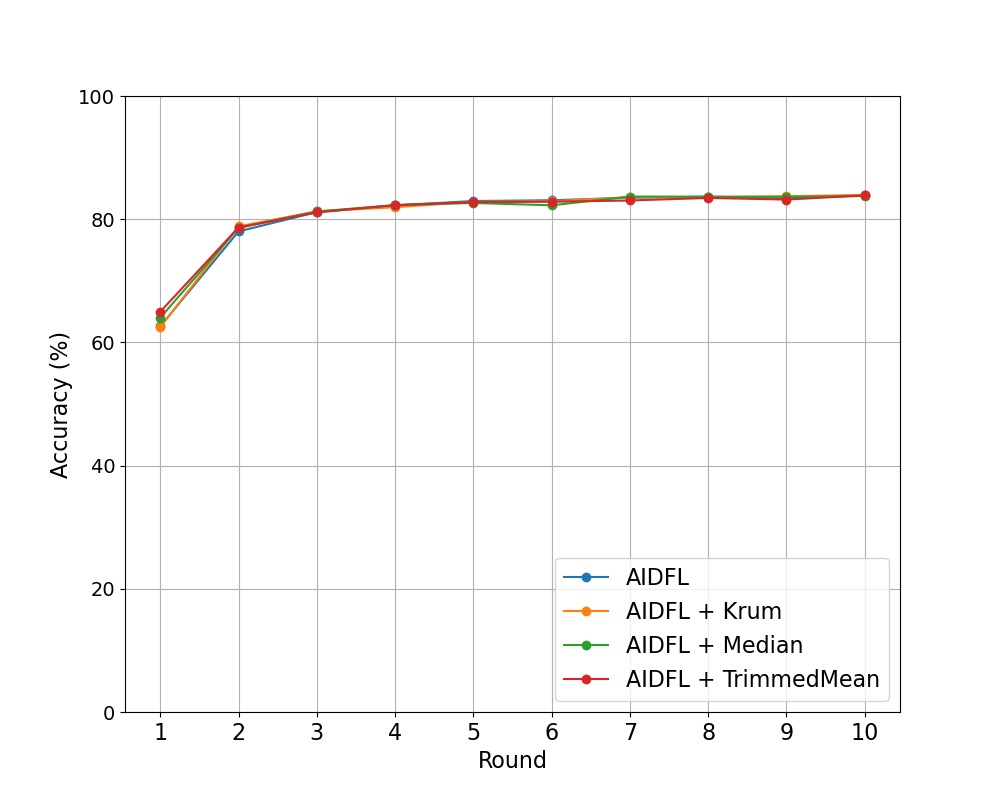 100
80
60
40
20
0
Accuracy (%)
AIDFL
AIDFL + Krum
AIDFL + Median
AIDFL + TrimmedMean
1 2 3 4 5 6 7 8 9 10
Round